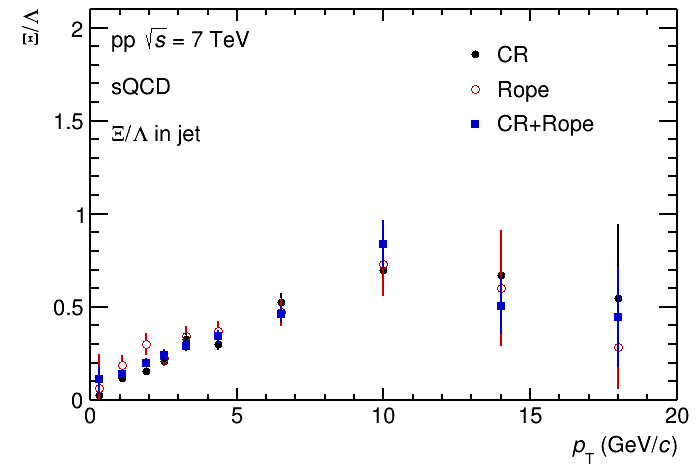 Ξ/Λ
2
1.5
1
0.5
0
pp √s = 7 TeV
sQCD
Ξ/Λ in jet
CR
Rope
CR+Rope
0 5 10 15 20
p_T (GeV/c)